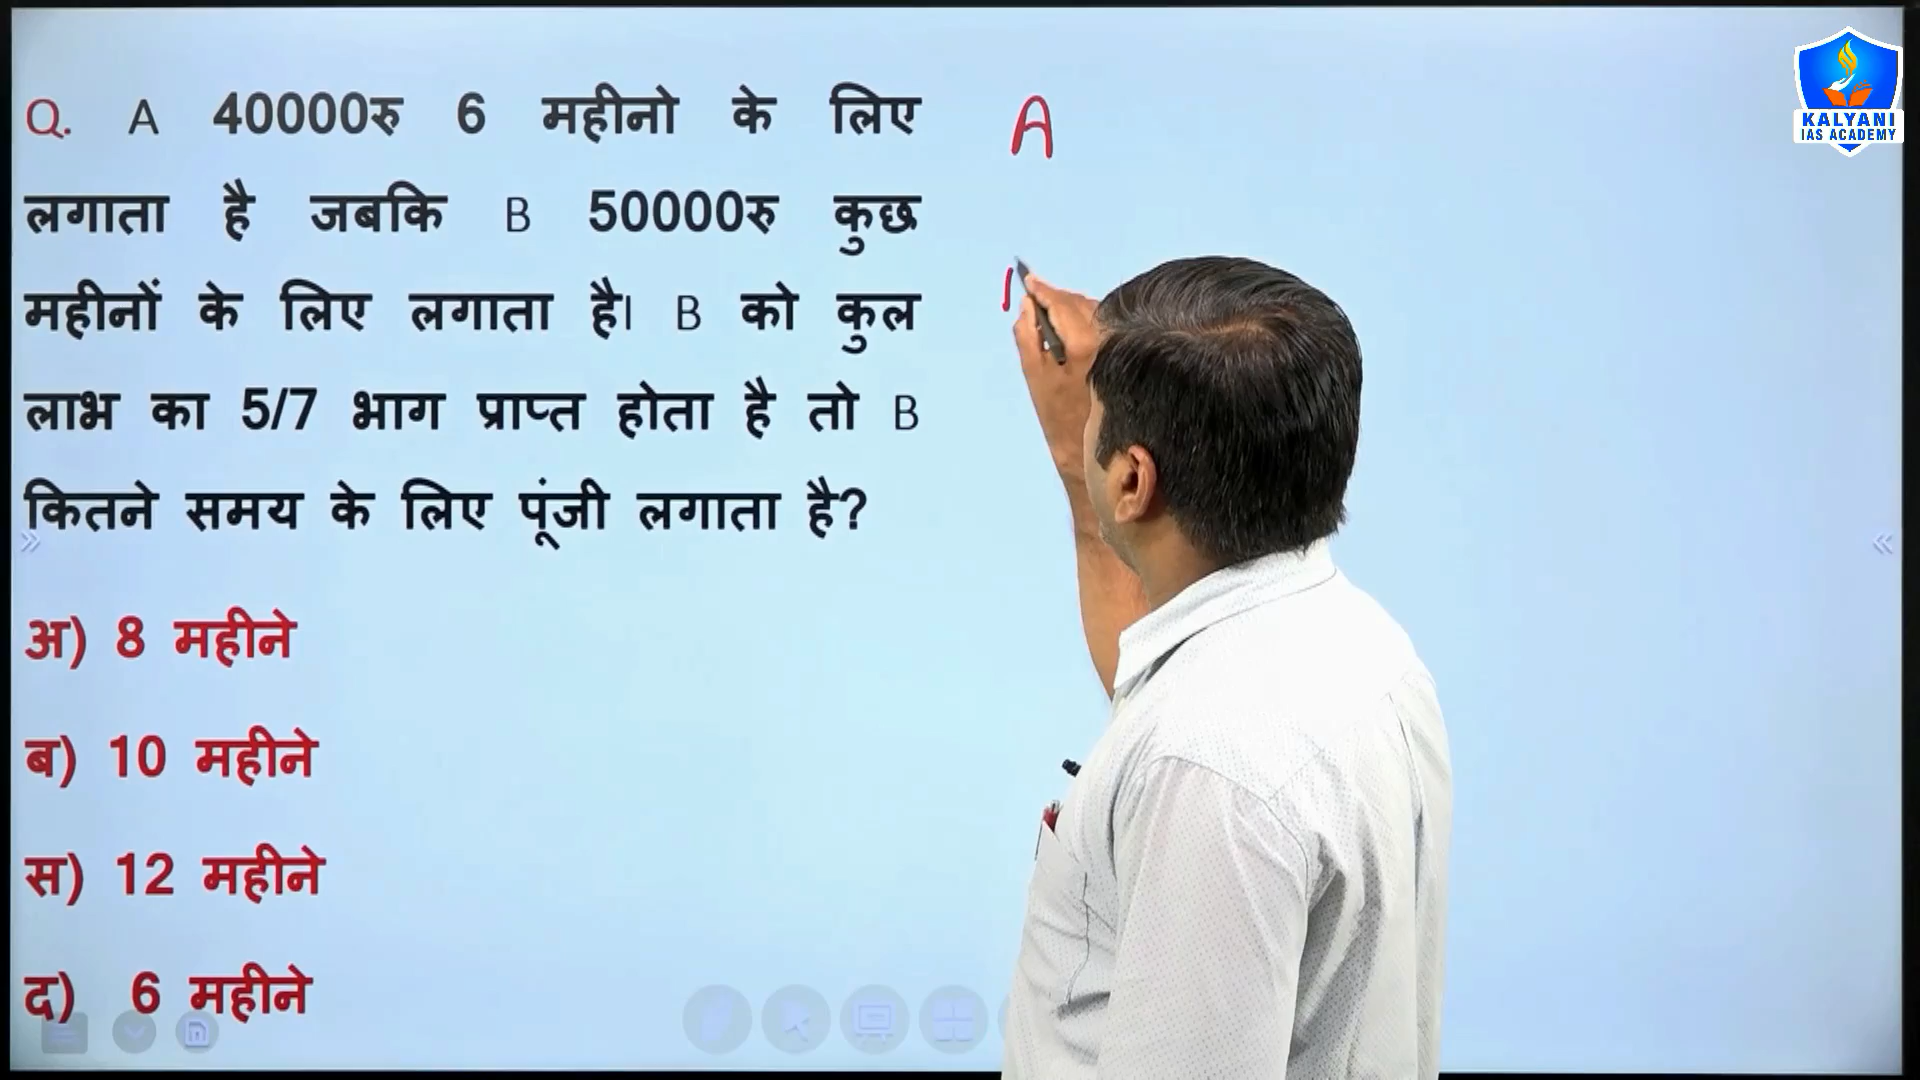 Q. A 40000रु 6 महीनो के लिए
लगाता है जबकि B 50000रु कुछ
महीनों के लिए लगाता है। B को कुल
लाभ का 5/7 भाग प्राप्त होता है तो B
कितने समय के लिए पूंजी लगाता है?
अ) 8 महीने
ब) 10 महीने
स) 12 महीने
द) 6 महीने
A
KALYANI
IAS ACADEMY